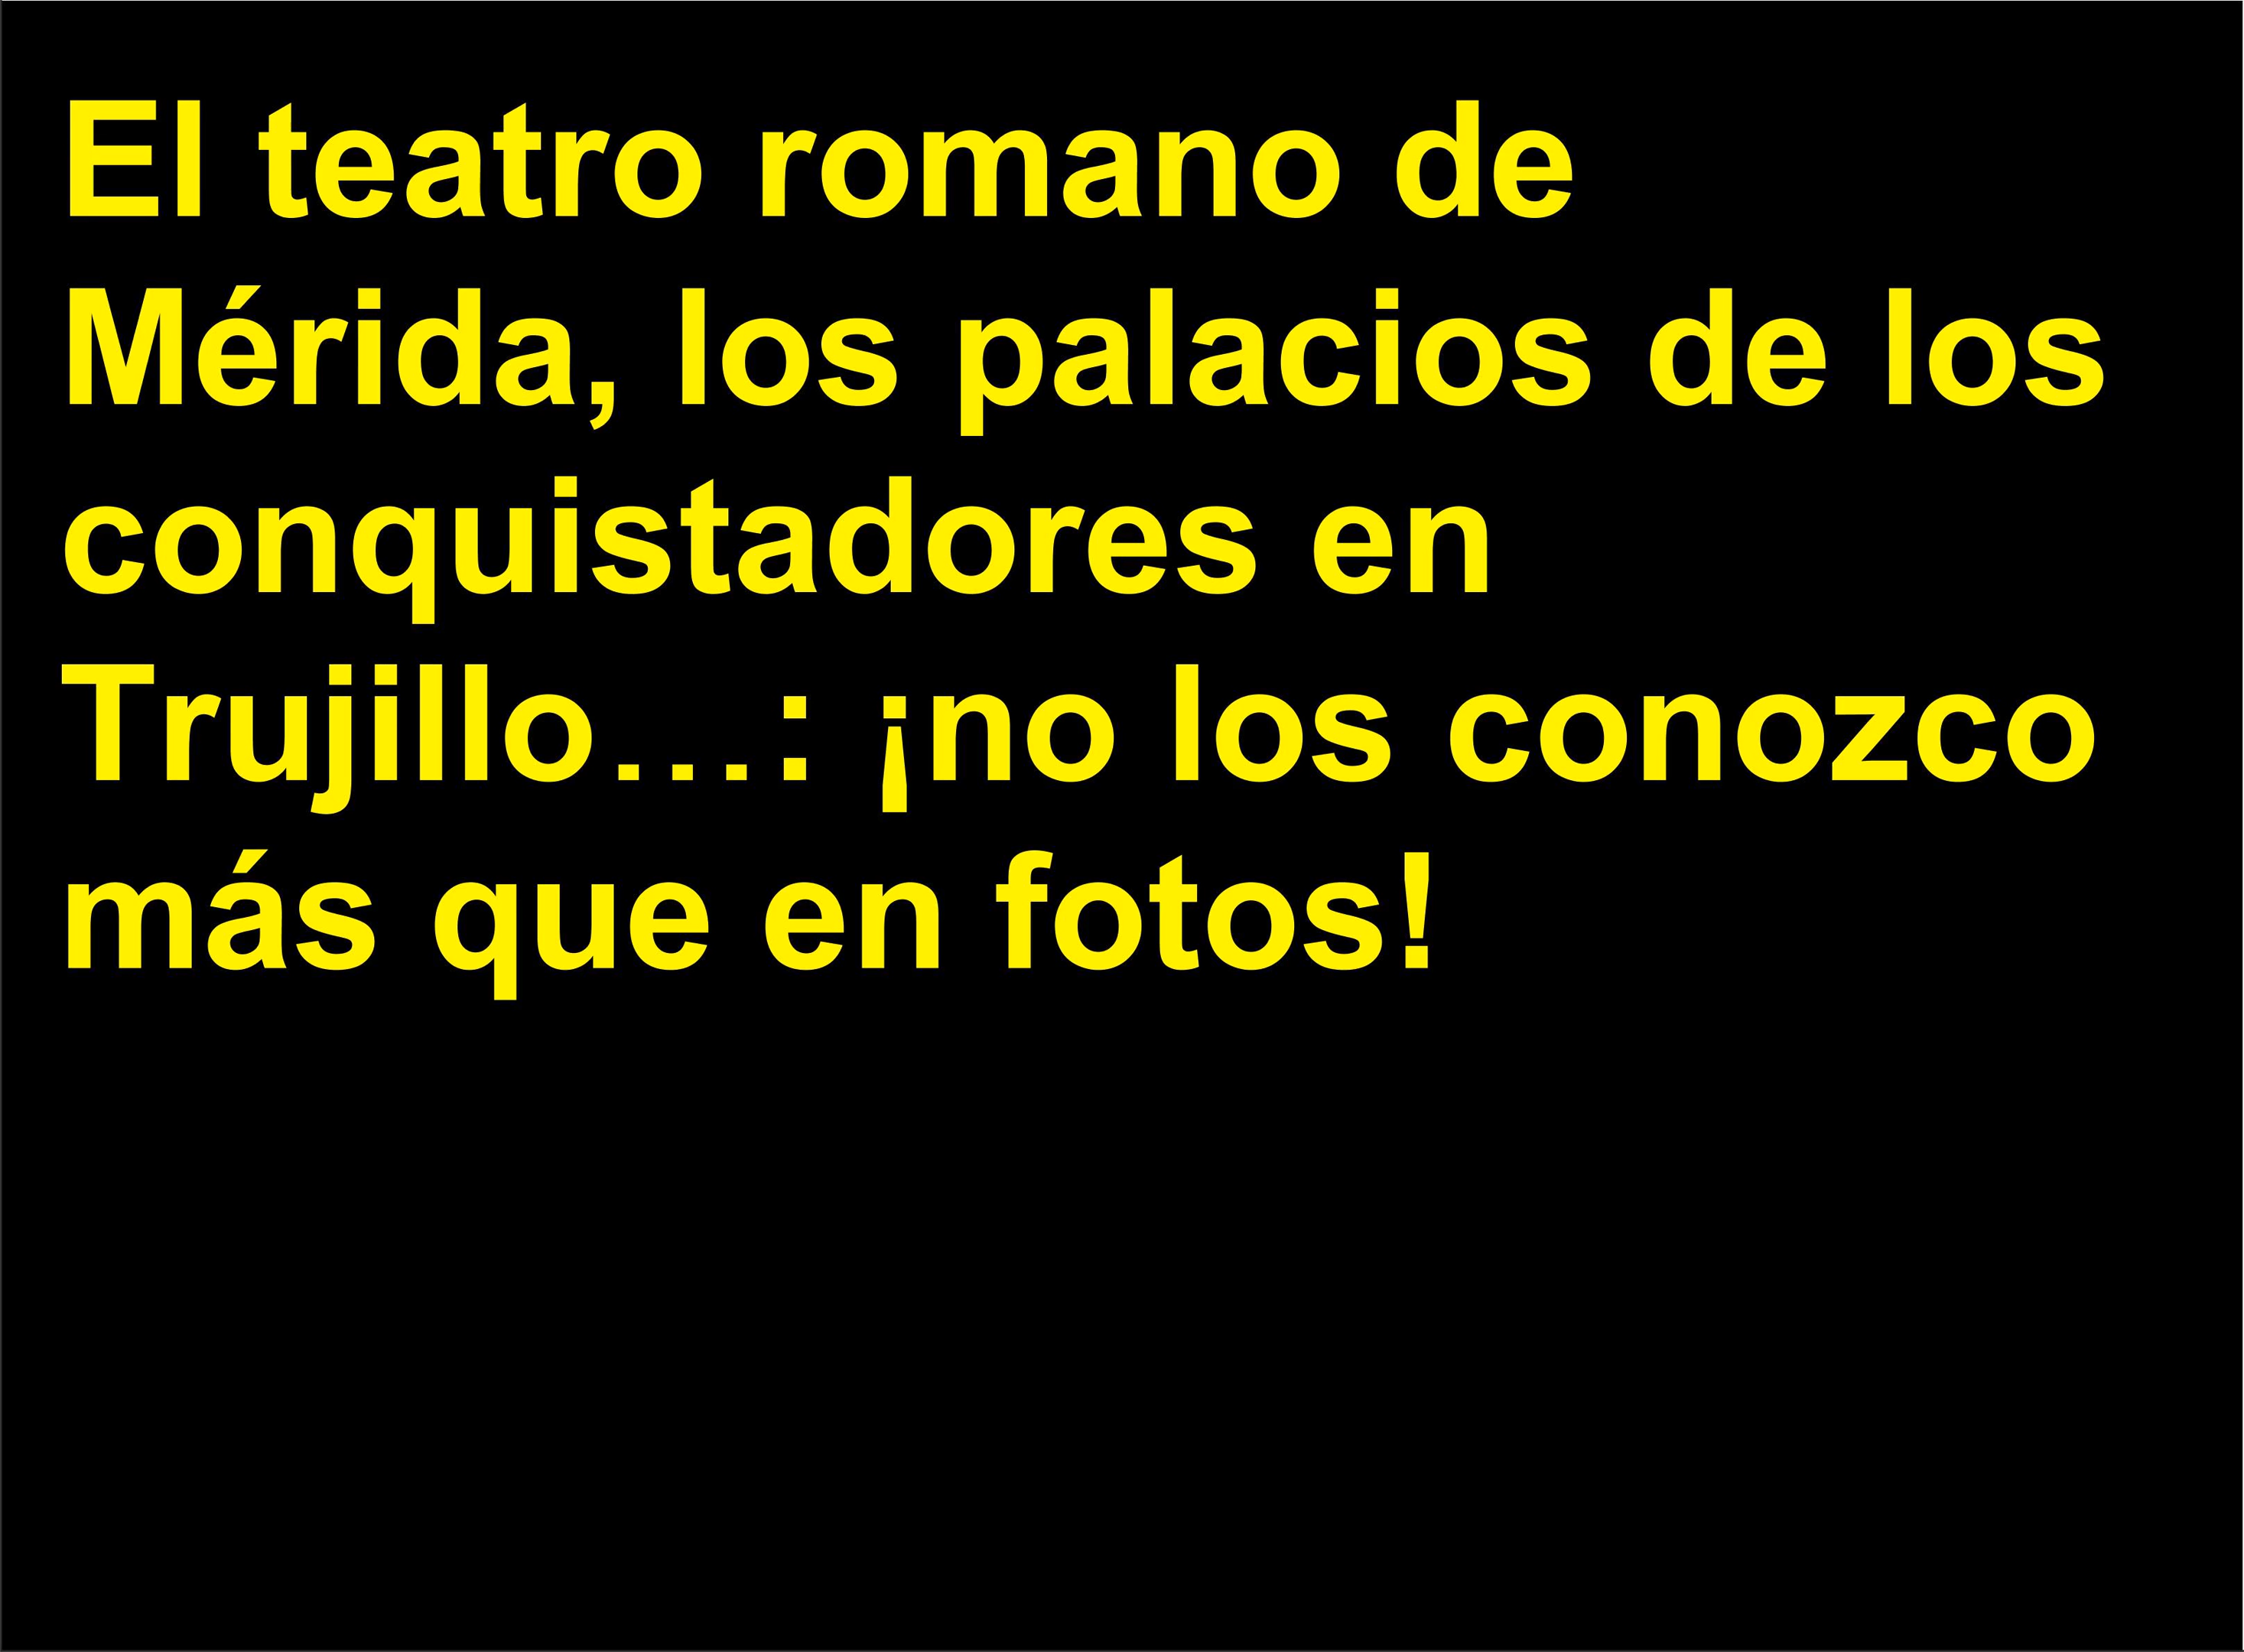 El teatro romano de
Mérida, los palacios de los
conquistadores en
Trujillo...: ¡no los conozco
más que en fotos!